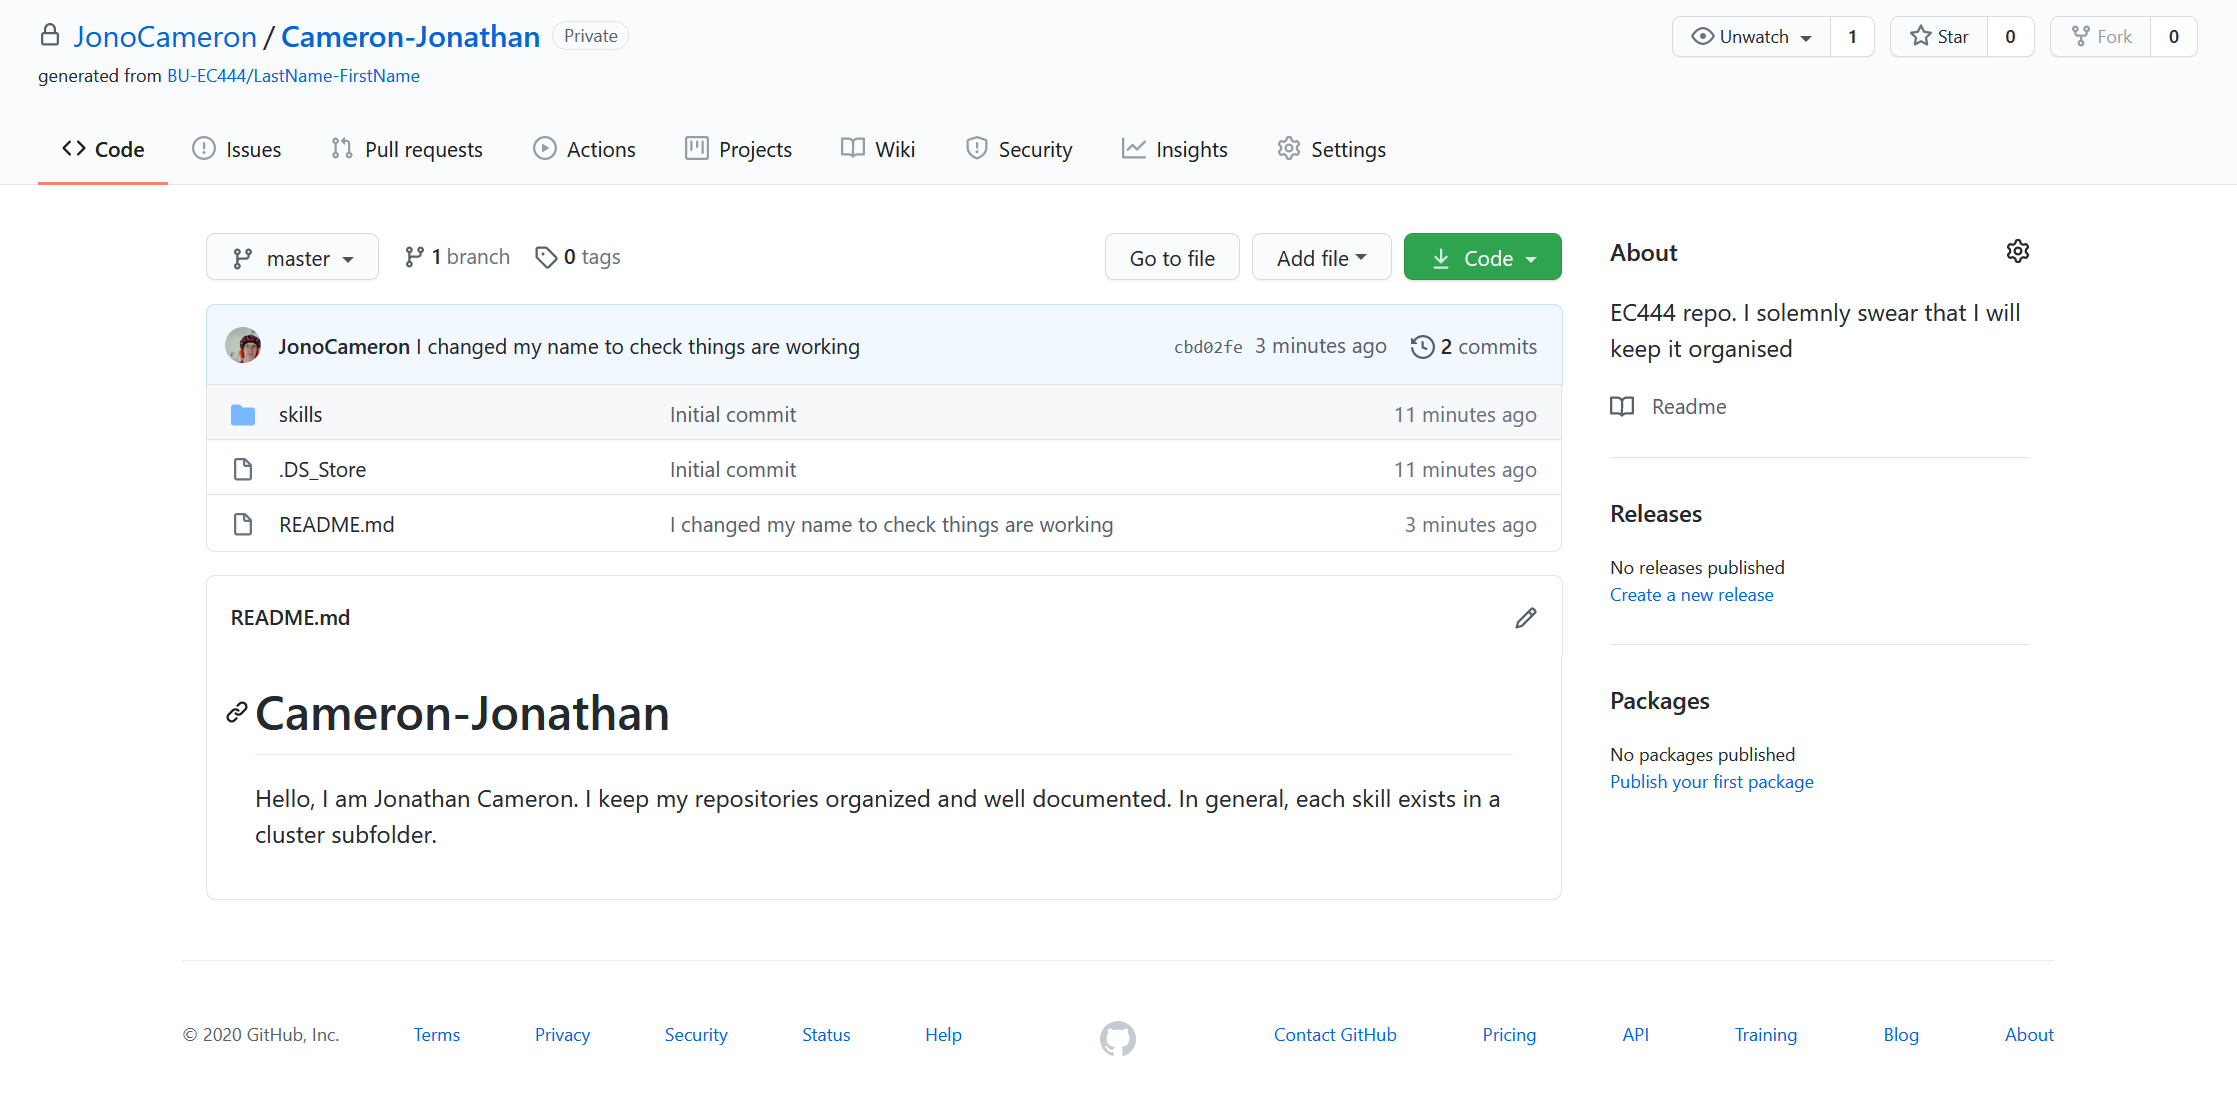 JonoCameron / Cameron-Jonathan Private
Unwatch 1 Star 0 Fork 0
generated from BU-EC444/LastName-FirstName
Code Issues Pull requests Actions Projects Wiki Security Insights Settings
master 1 branch 0 tags Go to file Add file Code
JonoCameron I changed my name to check things are working cbd02fe 3 minutes ago 2 commits
skills Initial commit 11 minutes ago
.DS_Store Initial commit 11 minutes ago
README.md I changed my name to check things are working 3 minutes ago
README.md
Cameron-Jonathan
Hello, I am Jonathan Cameron. I keep my repositories organized and well documented. In general, each skill exists in a
cluster subfolder.
About
EC444 repo. I solemnly swear that I will
keep it organised
Readme
Releases
No releases published
Create a new release
Packages
No packages published
Publish your first package
© 2020 GitHub, Inc. Terms Privacy Security Status Help Contact GitHub Pricing API Training Blog About